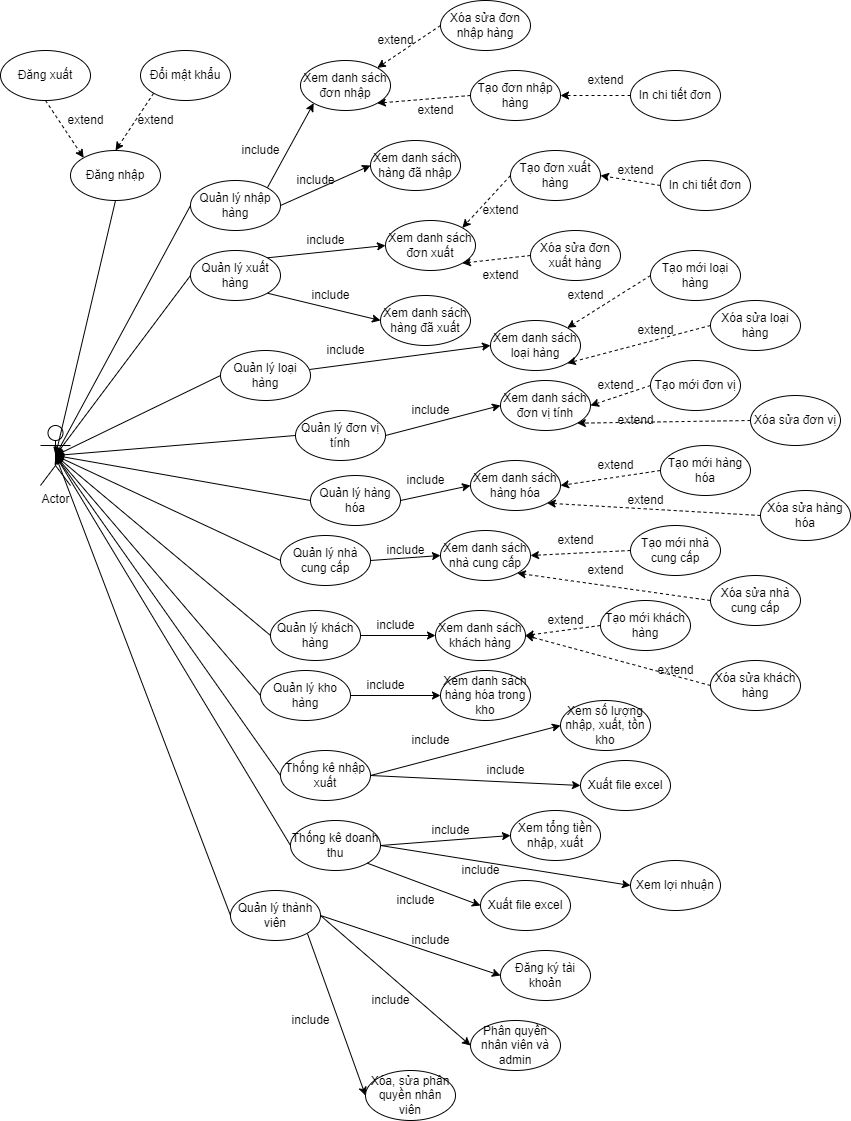 Xóa sửa đơn
nhập hàng
extend
Đăng xuất
Đổi mật khẩu
Xem danh sách
đơn nhập
Tạo đơn nhập
hàng
extend
In chi tiết đơn
extend
extend
extend
Đăng nhập
include
Xem danh sách
hàng đã nhập
include
Quản lý nhập
hàng
Tạo đơn xuất
hàng
extend
In chi tiết đơn
extend
Quản lý xuất
hàng
include
Xem danh sách
đơn xuất
Xóa sửa đơn
xuất hàng
extend
include
Xem danh sách
hàng đã xuất
Tạo mới loại
hàng
extend
Quản lý loại
hàng
include
Xem danh sách
loại hàng
extend
Xóa sửa loại
hàng
Quản lý đơn vị
tính
include
Xem danh sách
đơn vị tính
extend
Tạo mới đơn vị
extend
Xóa sửa đơn vị
Actor
Quản lý hàng
hóa
include
Xem danh sách
hàng hóa
extend
Tạo mới hàng
hóa
extend
Xóa sửa hàng
hóa
Quản lý nhà
cung cấp
include
Xem danh sách
nhà cung cấp
extend
Tạo mới nhà
cung cấp
extend
Xóa sửa nhà
cung cấp
Quản lý khách
hàng
include
Xem danh sách
khách hàng
extend
Tạo mới khách
hàng
extend
Xóa sửa khách
hàng
Quản lý kho
hàng
include
Xem danh sách
hàng hóa trong
kho
Thống kê nhập
xuất
include
Xem số lượng
nhập, xuất, tồn
kho
include
Xuất file excel
Thống kê doanh
thu
include
Xem tổng tiền
nhập, xuất
include
Xem lợi nhuận
include
Xuất file excel
Quản lý thành
viên
include
Đăng ký tài
khoản
include
Phân quyền
nhân viên và
admin
include
Xóa, sửa phân
quyền nhân
viên